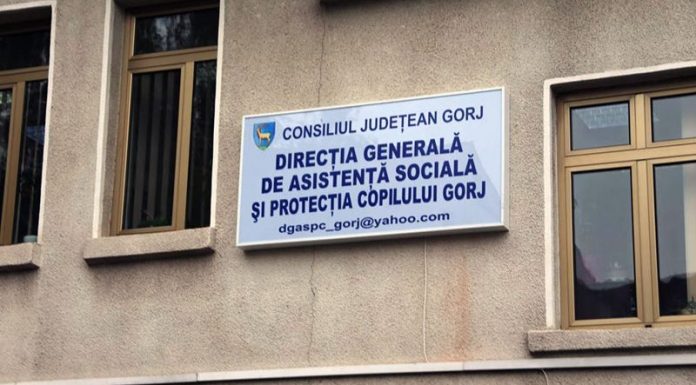 CONSILIUL JUDEȚEAN GORJ
DIRECȚIA GENERALĂ
DE ASISTENȚĂ SOCIALĂ
ȘI PROTECȚIA COPILULUI GORJ
dgaspc_gorj@yahoo.com